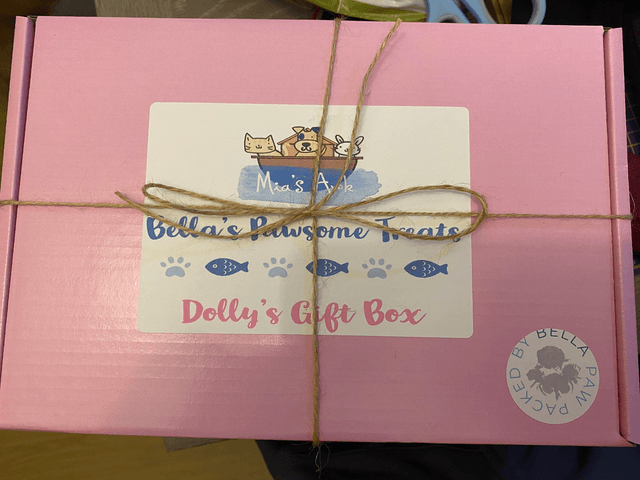 Mia's Ark
Bella's Pawsome Treats
Dolly's Gift Box
PAW PACKED BY BELLA